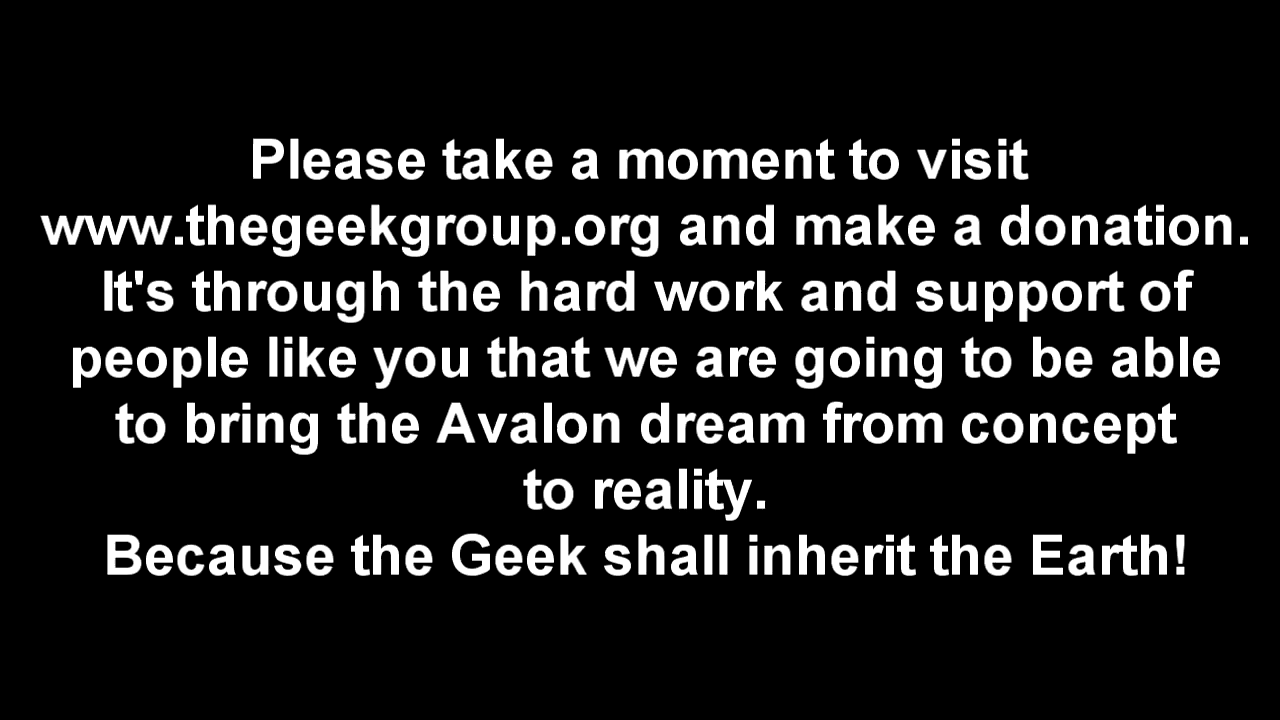 Please take a moment to visit
www.thegeekgroup.org and make a donation.
It's through the hard work and support of
people like you that we are going to be able
to bring the Avalon dream from concept
to reality.
Because the Geek shall inherit the Earth!